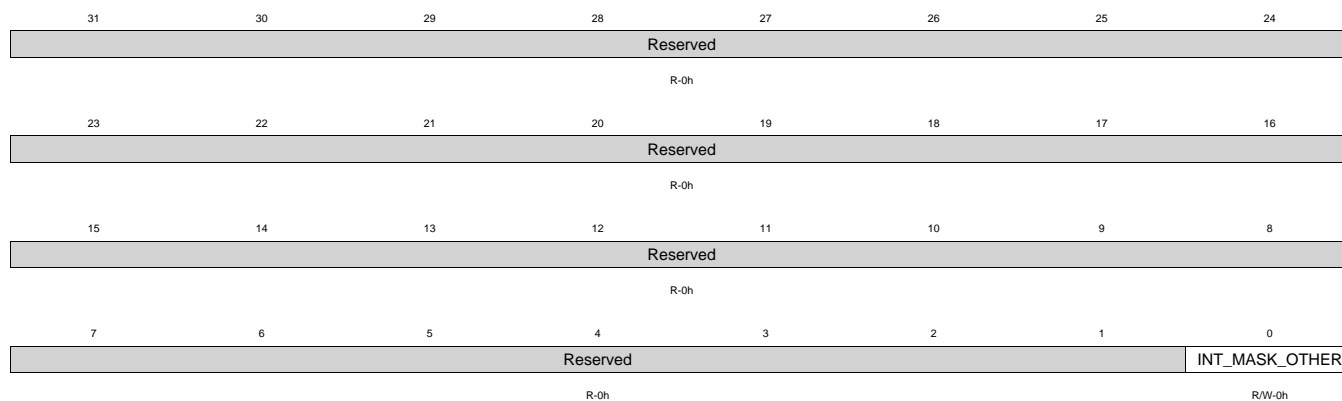 31 30 29 28 27 26 25 24
Reserved
R-0h
23 22 21 20 19 18 17 16
Reserved
R-0h
15 14 13 12 11 10 9 8
Reserved
R-0h
7 6 5 4 3 2 1 0
Reserved INT_MASK_OTHER
R-0h R/W-0h